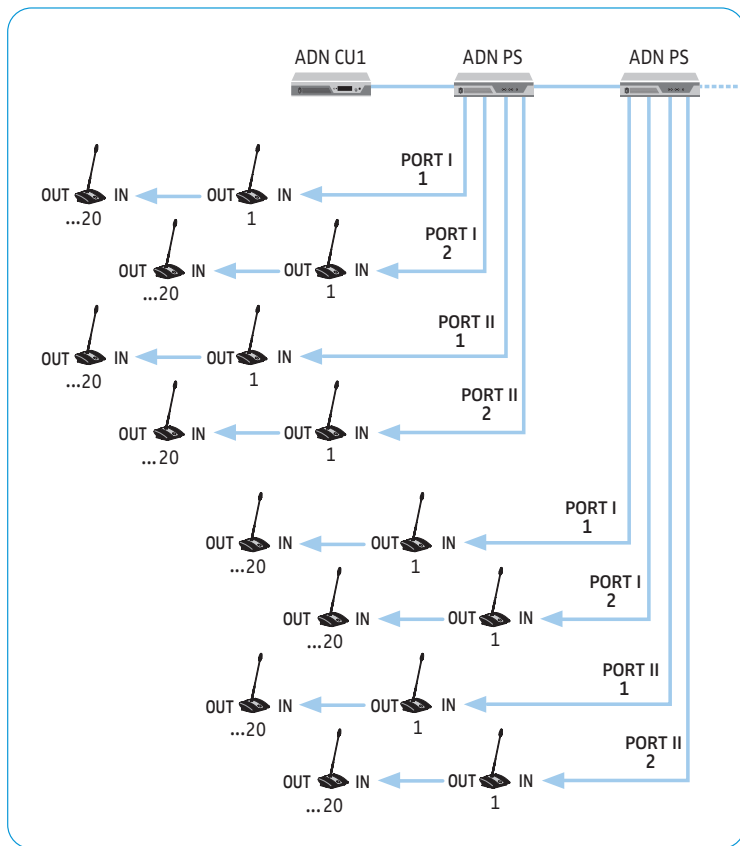 ADN CU1 ADN PS ADN PS
PORT I
1
OUT IN OUT IN
...20 1
PORT I
2
OUT IN OUT IN
...20 1
PORT II
1
OUT IN OUT IN
...20 1
PORT II
2
OUT IN OUT IN
...20 1
PORT I
1
OUT IN OUT IN
...20 1
PORT I
2
OUT IN OUT IN
...20 1
PORT II
1
OUT IN OUT IN
...20 1
PORT II
2
OUT IN OUT IN
...20 1